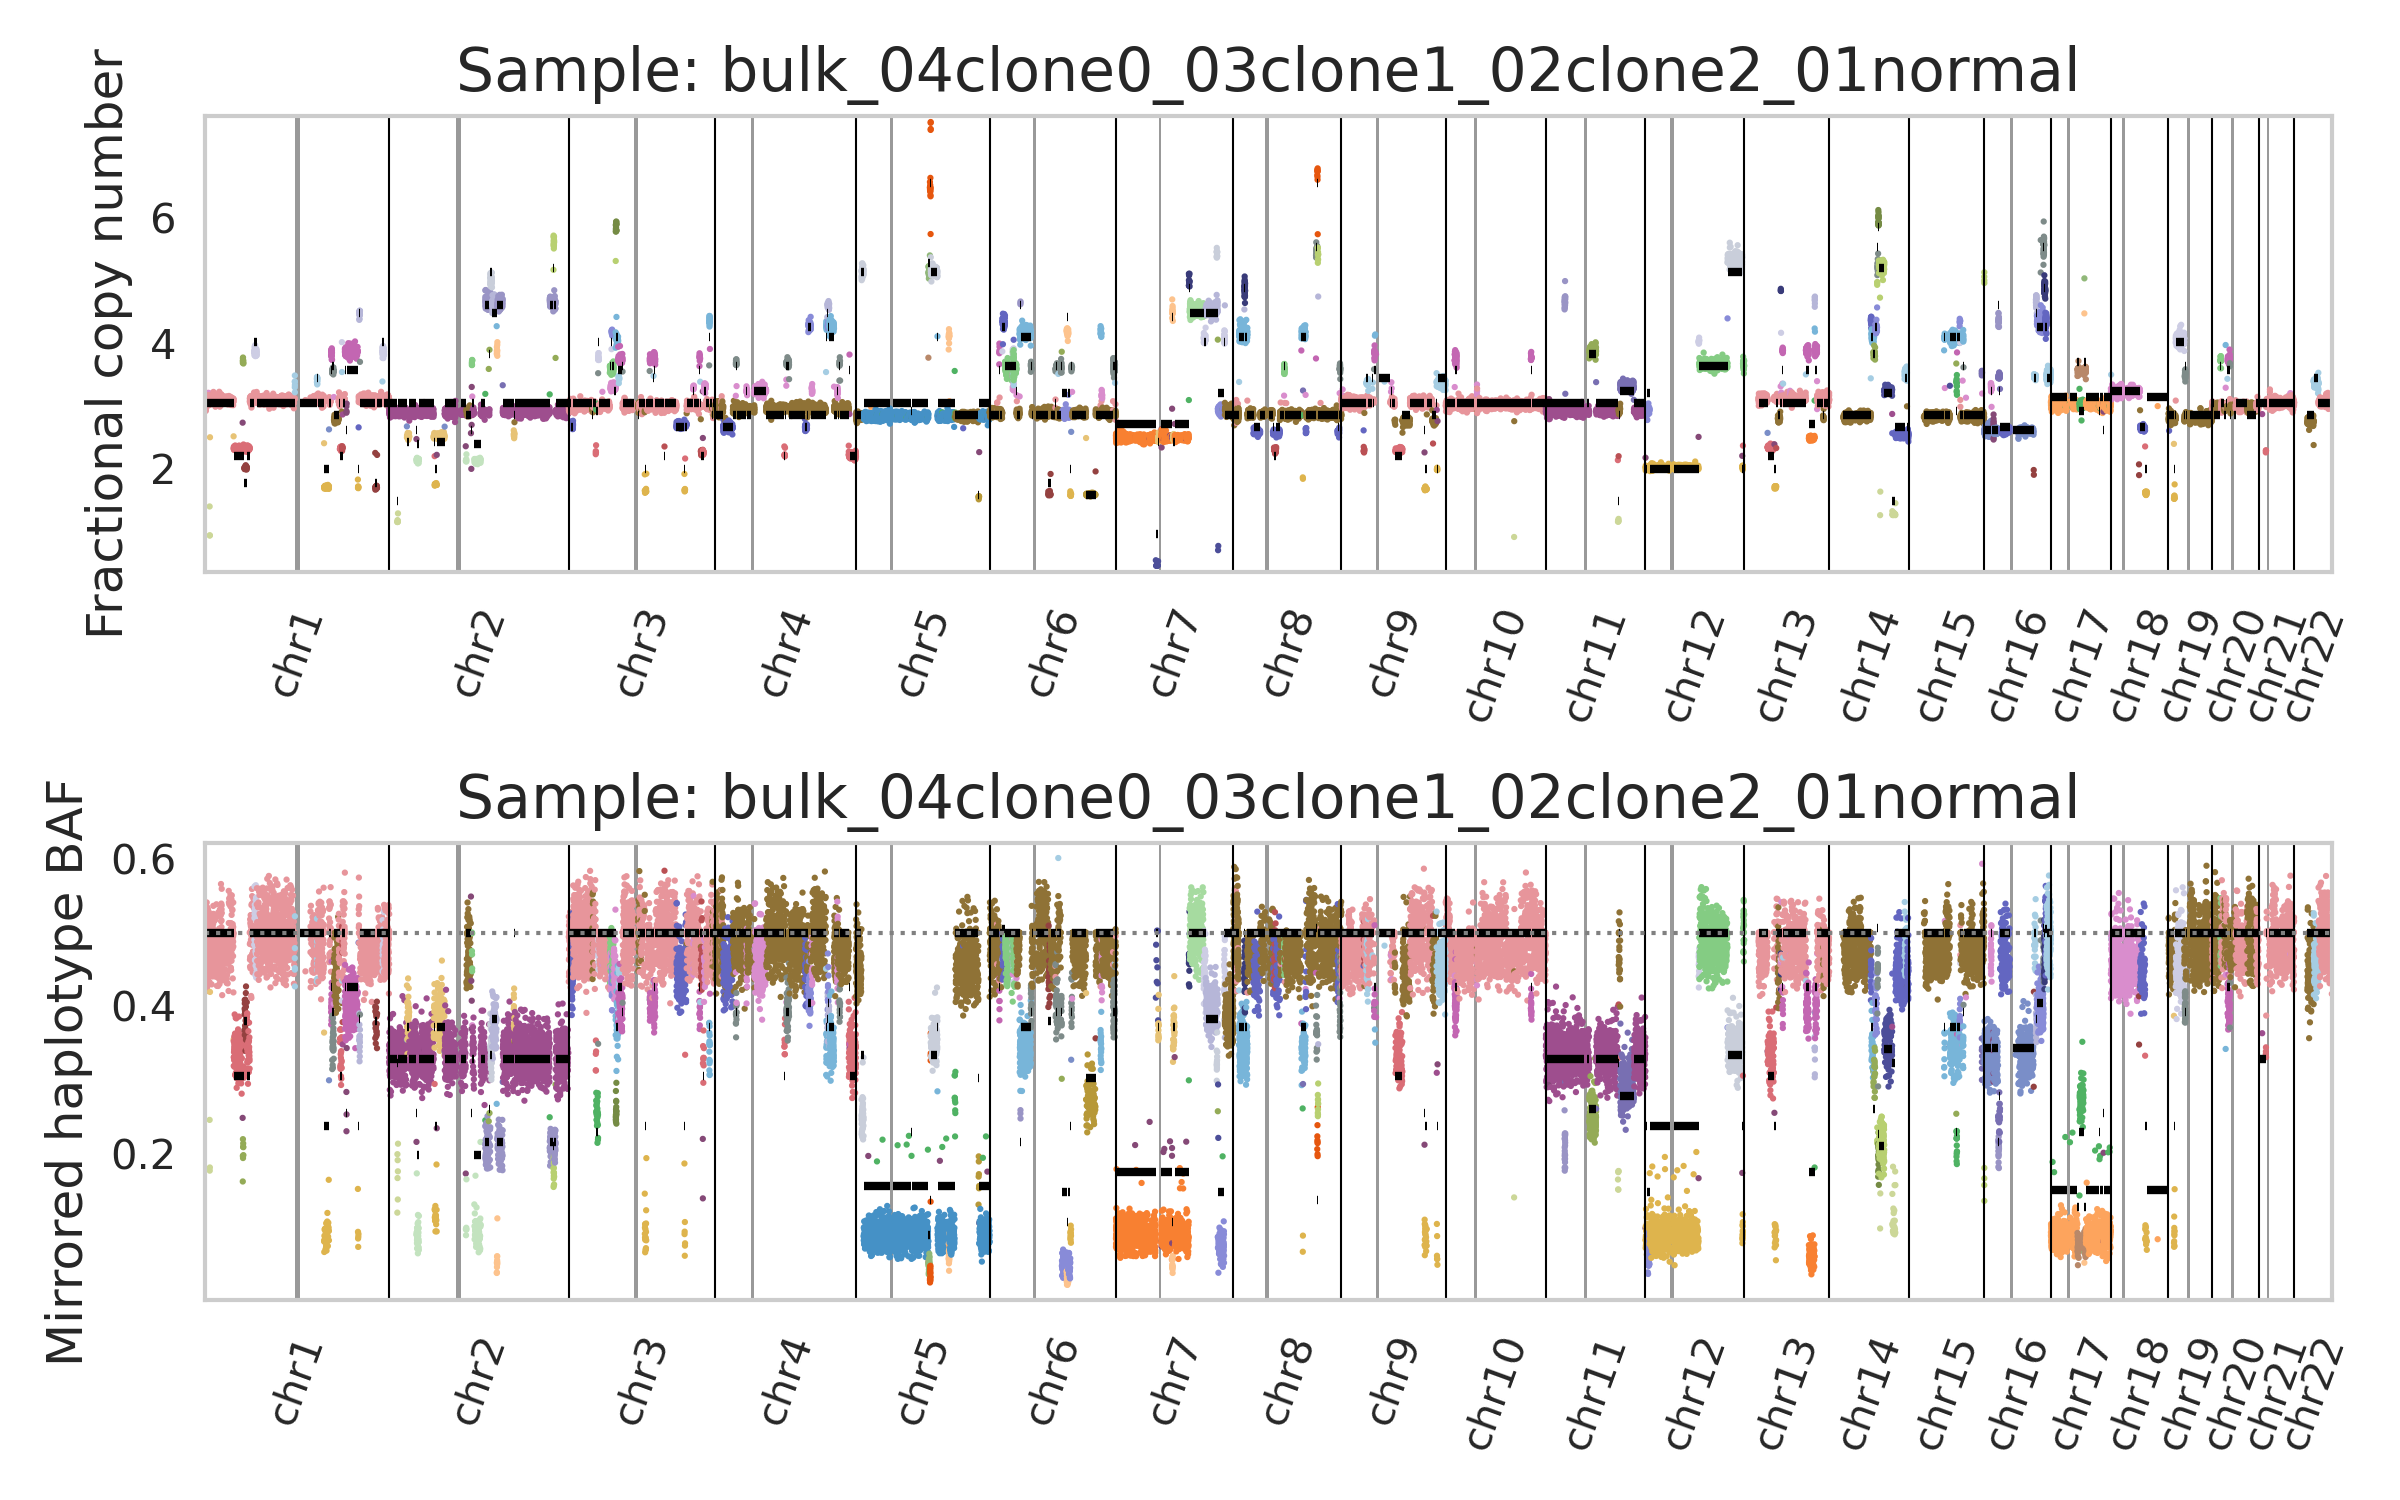 Sample: bulk_04clone0_03clone1_02clone2_01normal
Fractional copy number
6
4
2
chr1
chr2
chr3
chr4
chr5
chr6
chr7
chr8
chr9
chr10
chr11
chr12
chr13
chr14
chr15
chr16
chr17
chr18
chr19
chr20
chr21
chr22
Sample: bulk_04clone0_03clone1_02clone2_01normal
Mirrored haplotype BAF
0.6
0.4
0.2
chr1
chr2
chr3
chr4
chr5
chr6
chr7
chr8
chr9
chr10
chr11
chr12
chr13
chr14
chr15
chr16
chr17
chr18
chr19
chr20
chr21
chr22